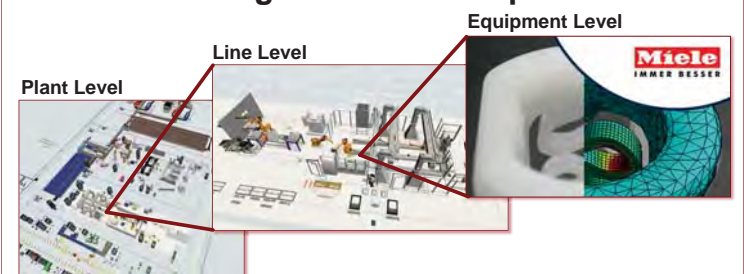 Equipment Level
Line Level
Plant Level
Miele
IMMER BESSER